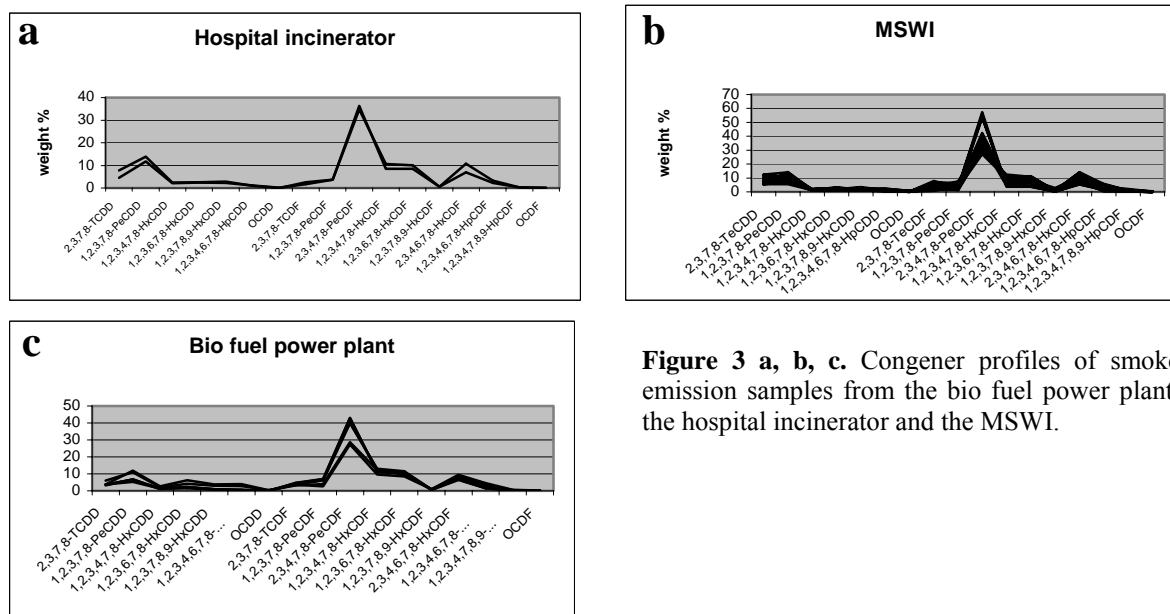 a
Hospital incinerator
weight %
40
30
20
10
0
2,3,7,8-TCDD
1,2,3,7,8-PeCDD
1,2,3,4,7,8-HxCDD
1,2,3,6,7,8-HxCDD
1,2,3,7,8,9-HxCDD
1,2,3,4,6,7,8-HpCDD
OCDD
2,3,7,8-TCDF
1,2,3,7,8-PeCDF
2,3,4,7,8-PeCDF
1,2,3,4,7,8-HxCDF
1,2,3,6,7,8-HxCDF
1,2,3,7,8,9-HxCDF
2,3,4,6,7,8-HxCDF
1,2,3,4,6,7,8-HpCDF
1,2,3,4,7,8,9-HpCDF
OCDF
b
MSWI
weight %
70
60
50
40
30
20
10
0
2,3,7,8-TeCDD
1,2,3,7,8-PeCDD
1,2,3,4,7,8-HxCDD
1,2,3,6,7,8-HxCDD
1,2,3,7,8,9-HxCDD
1,2,3,4,6,7,8-HpCDD
OCDD
2,3,7,8-TeCDF
1,2,3,7,8-PeCDF
2,3,4,7,8-PeCDF
1,2,3,4,7,8-HxCDF
1,2,3,6,7,8-HxCDF
1,2,3,7,8,9-HxCDF
2,3,4,6,7,8-HxCDF
1,2,3,4,6,7,8-HpCDF
1,2,3,4,7,8,9-HpCDF
OCDF
c
Bio fuel power plant
50
40
30
20
10
0
2,3,7,8-TCDD
1,2,3,7,8-PeCDD
1,2,3,4,7,8-HxCDD
1,2,3,6,7,8-HxCDD
1,2,3,7,8,9-HxCDD
1,2,3,4,6,7,8-...
OCDD
2,3,7,8-TCDF
1,2,3,7,8-PeCDF
2,3,4,7,8-PeCDF
1,2,3,4,7,8-HxCDF
1,2,3,6,7,8-HxCDF
1,2,3,7,8,9-HxCDF
2,3,4,6,7,8-HxCDF
1,2,3,4,6,7,8-...
1,2,3,4,7,8,9-...
OCDF
Figure 3 a, b, c. Congener profiles of smoke
emission samples from the bio fuel power plant
the hospital incinerator and the MSWI.